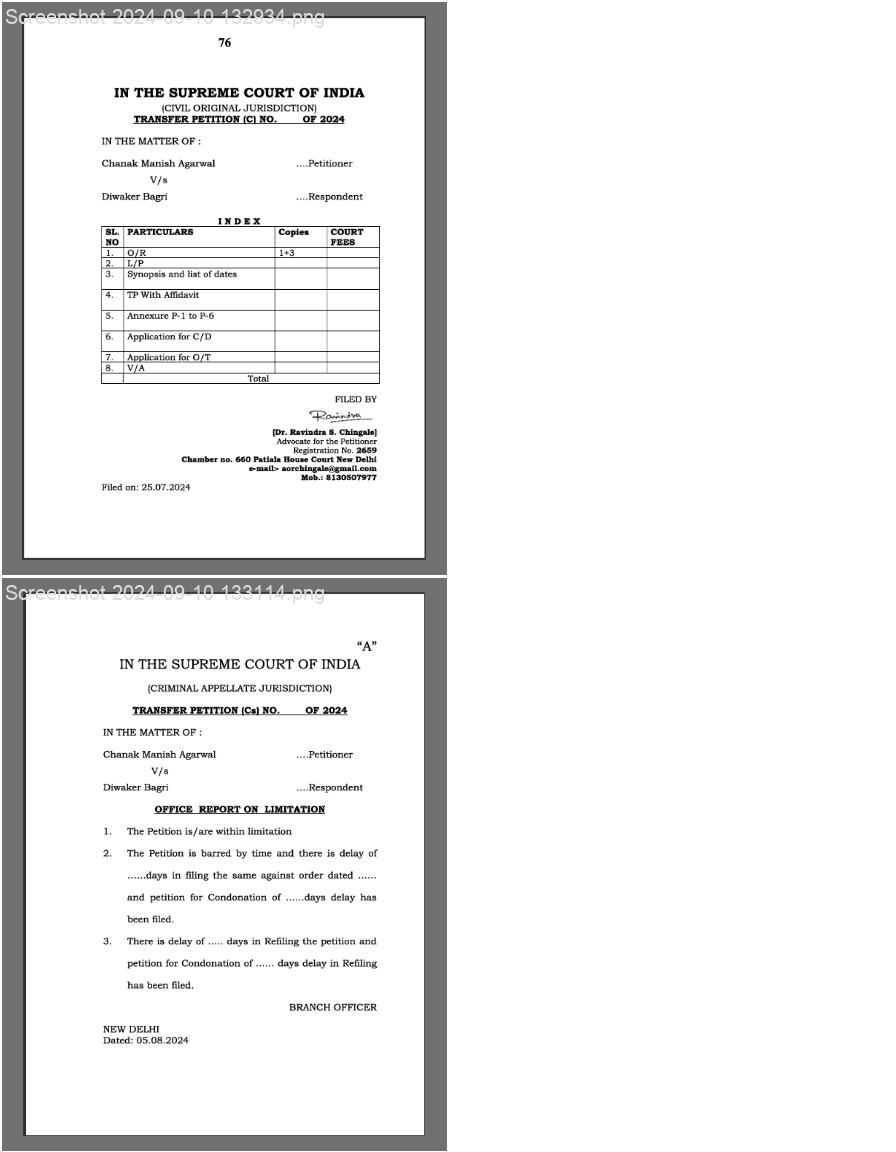 Screenshot 2024-09-10 132934.png
76
IN THE SUPREME COURT OF INDIA
(CIVIL ORIGINAL JURISDICTION)
TRANSFER PETITION (C) NO. OF 2024
IN THE MATTER OF :
Chanak Manish Agarwal ....Petitioner
V/s
Diwaker Bagri ....Respondent
I N D E X
SL. NO PARTICULARS Copies COURT FEES
1. O/R 1+3
2. L/P
3. Synopsis and list of dates
4. TP With Affidavit
5. Annexure P-1 to P-6
6. Application for C/D
7. Application for O/T
8. V/A
Total
FILED BY
Ravindra
[Dr. Ravindra S. Chingale]
Advocate for the Petitioner
Registration No. 2659
Chamber no. 660 Patiala House Court New Delhi
e-mail:- aorchingale@gmail.com
Mob.: 8130507977
Filed on: 25.07.2024
Screenshot 2024-09-10 133114.png
“A”
IN THE SUPREME COURT OF INDIA
(CRIMINAL APPELLATE JURISDICTION)
TRANSFER PETITION (Cs) NO. OF 2024
IN THE MATTER OF :
Chanak Manish Agarwal ....Petitioner
V/s
Diwaker Bagri ....Respondent
OFFICE REPORT ON LIMITATION
1. The Petition is/are within limitation
2. The Petition is barred by time and there is delay of
......days in filing the same against order dated ......
and petition for Condonation of ......days delay has
been filed.
3. There is delay of ..... days in Refiling the petition and
petition for Condonation of ...... days delay in Refiling
has been filed.
BRANCH OFFICER
NEW DELHI
Dated: 05.08.2024